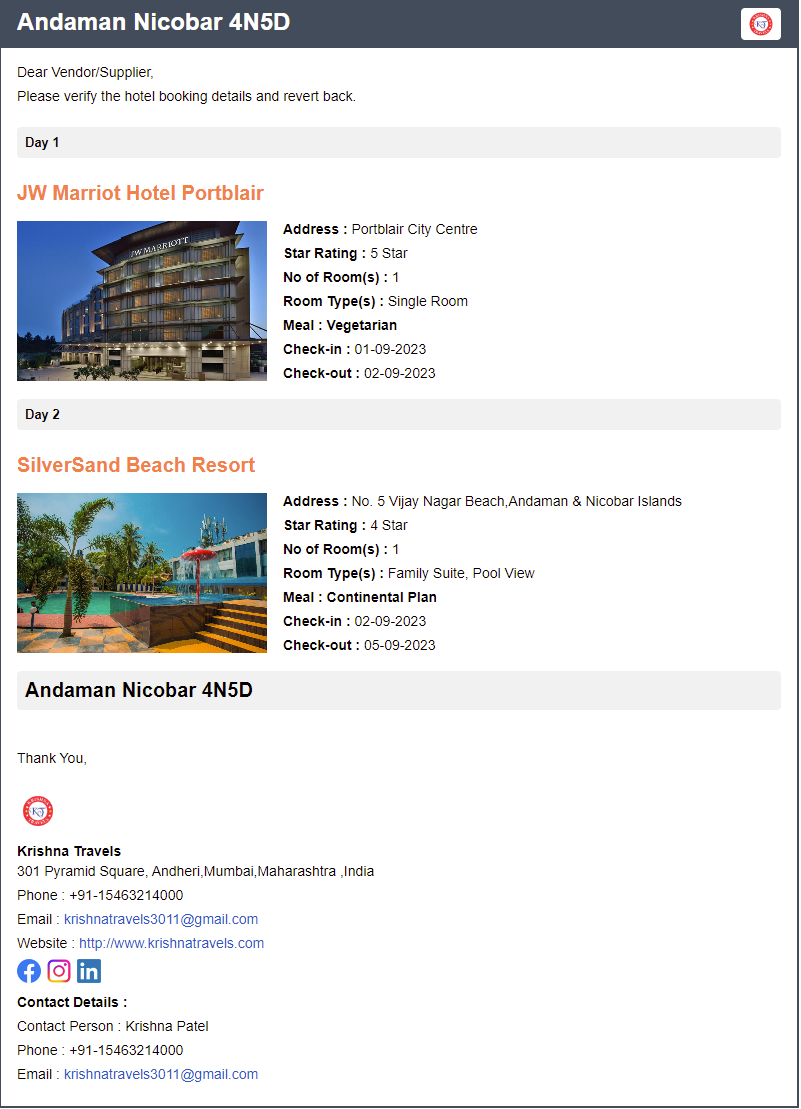 Andaman Nicobar 4N5D
Dear Vendor/Supplier,
Please verify the hotel booking details and revert back.
Day 1
JW Marriot Hotel Portblair
JW MARRIOTT
Address : Portblair City Centre
Star Rating : 5 Star
No of Room(s) : 1
Room Type(s) : Single Room
Meal : Vegetarian
Check-in : 01-09-2023
Check-out : 02-09-2023
Day 2
SilverSand Beach Resort
Address : No. 5 Vijay Nagar Beach,Andaman & Nicobar Islands
Star Rating : 4 Star
No of Room(s) : 1
Room Type(s) : Family Suite, Pool View
Meal : Continental Plan
Check-in : 02-09-2023
Check-out : 05-09-2023
Andaman Nicobar 4N5D
Thank You,
Krishna Travels
301 Pyramid Square, Andheri,Mumbai,Maharashtra ,India
Phone : +91-15463214000
Email : krishnatravels3011@gmail.com
Website : http://www.krishnatravels.com
Contact Details :
Contact Person : Krishna Patel
Phone : +91-15463214000
Email : krishnatravels3011@gmail.com